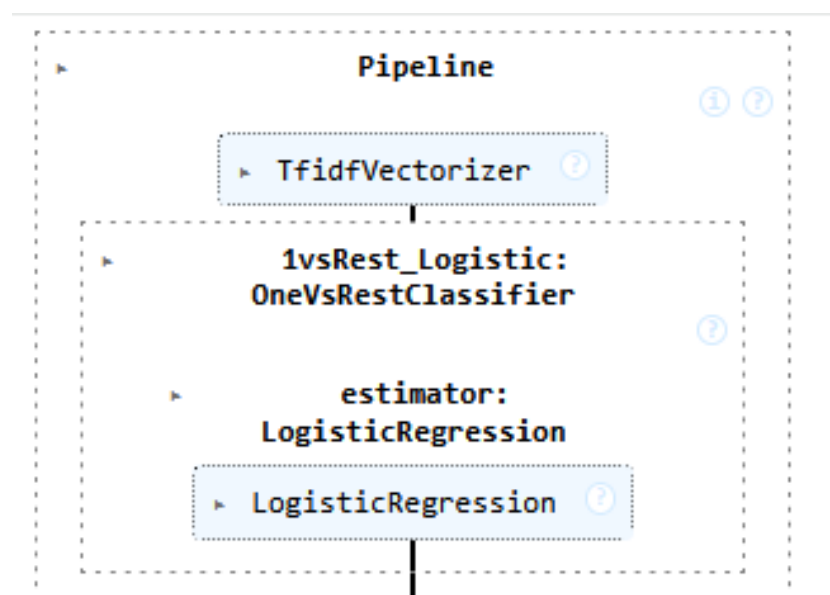 Pipeline
i ?
TfidfVectorizer ?
1vsRest_Logistic:
OneVsRestClassifier
?
estimator:
LogisticRegression
LogisticRegression ?